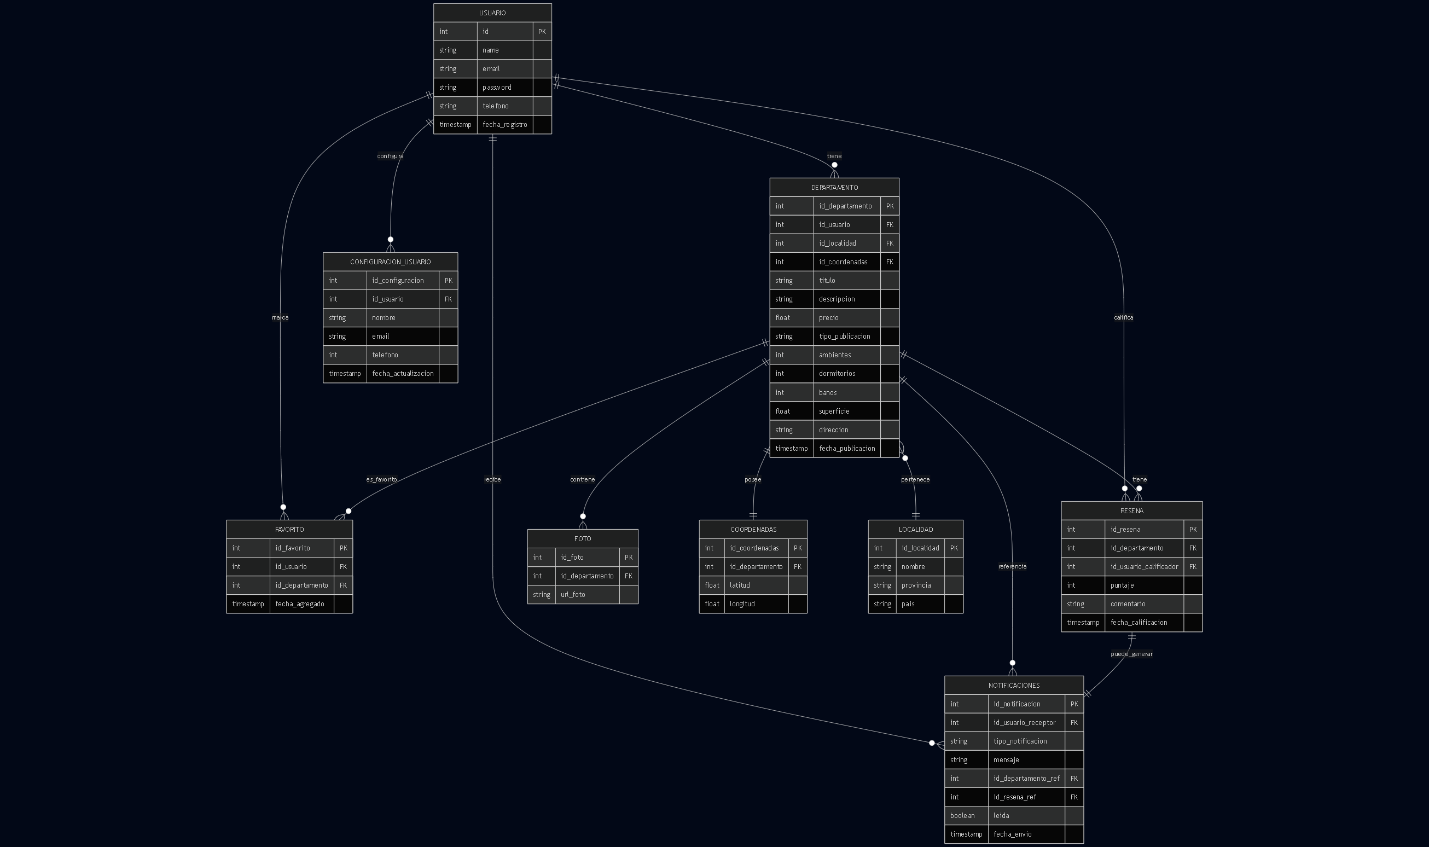 USUARIO
int id PK
string name
string email
string password
string telefono
timestamp fecha_registro
configura
tiene
DEPARTAMENTO
int id_departamento PK
int id_usuario FK
int id_localidad FK
int id_coordenadas FK
string titulo
string descripcion
float precio
string tipo_publicacion
int ambientes
int dormitorios
int banos
float superficie
string direccion
timestamp fecha_publicacion
CONFIGURACION_USUARIO
int id_configuracion PK
int id_usuario FK
string nombre
string email
int telefono
timestamp fecha_actualizacion
califica
es_favorito
recibe
contiene
posee
pertenece
tiene
FAVORITO
int id_favorito PK
int id_usuario FK
int id_departamento FK
timestamp fecha_agregado
FOTO
int id_foto PK
int id_departamento FK
string url_foto
COORDENADAS
int id_coordenadas PK
int id_departamento FK
float latitud
float longitud
LOCALIDAD
int id_localidad PK
string nombre
string provincia
string pais
referencia
RESENA
int id_resena PK
int id_departamento FK
int id_usuario_calificador FK
int puntaje
string comentario
timestamp fecha_calificacion
puede_generar
NOTIFICACIONES
int id_notificacion PK
int id_usuario_receptor FK
string tipo_notificacion
string mensaje
int id_departamento_ref FK
int id_resena_ref FK
boolean leida
timestamp fecha_envio